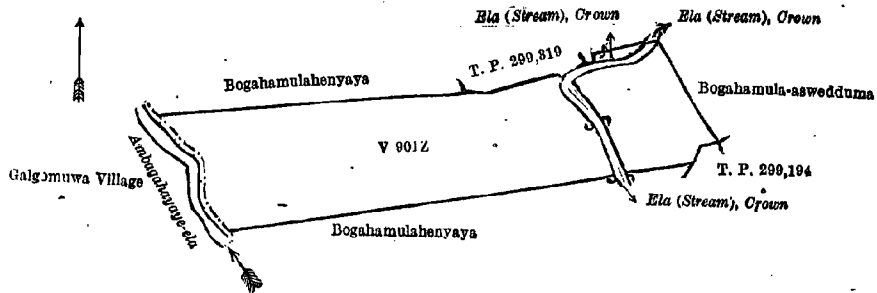 Ela (Stream), Crown
Ela (Stream), Crown
T. P. 299,819
Bogahamulahenyaya
Bogahamula-aswedduma
V 901Z
Ambagahayaye-ela
Galgomuwa Village
T. P. 299,194
Ela (Stream), Crown
Bogahamulahenyaya